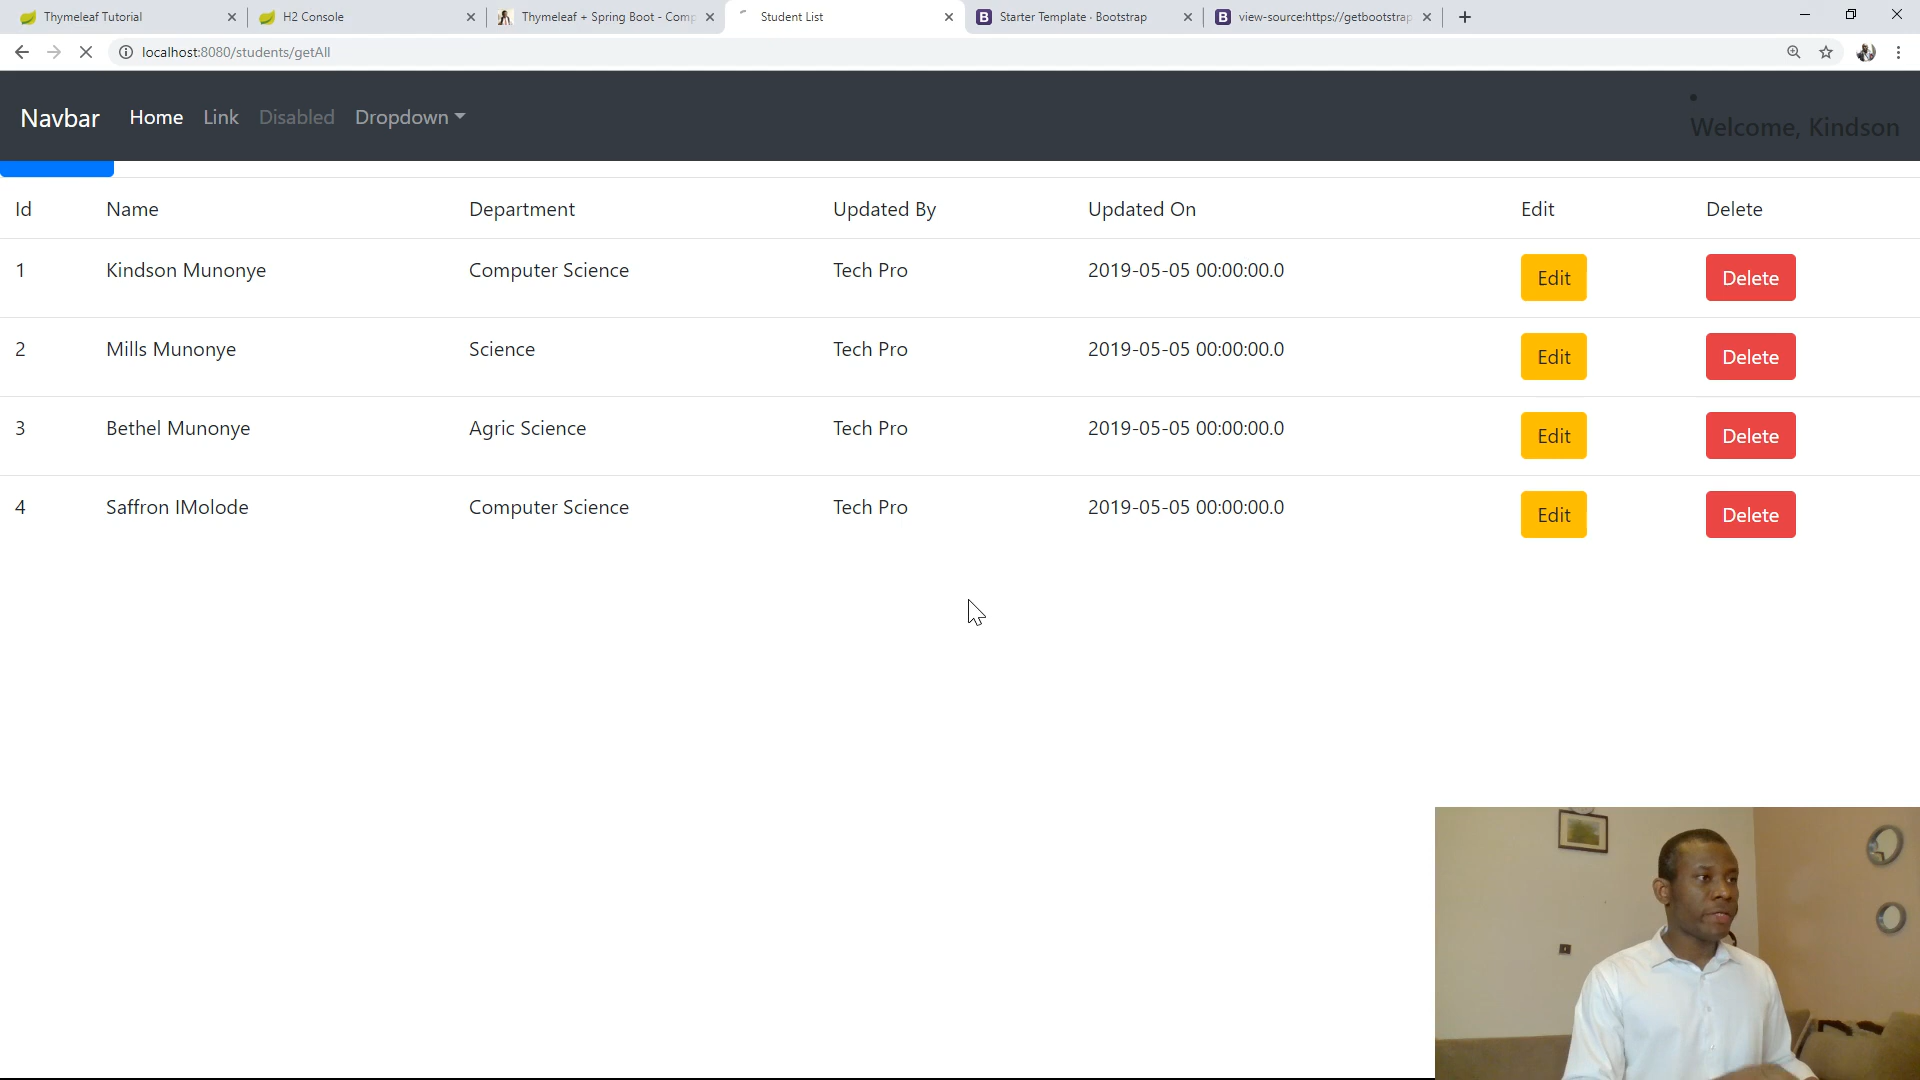 Thymeleaf Tutorial
H2 Console
Thymeleaf + Spring Boot - Comp
Student List
Starter Template · Bootstrap
view-source:https://getbootstrap
localhost:8080/students/getAll
Navbar Home Link Disabled Dropdown
Welcome, Kindson
Id Name Department Updated By Updated On Edit Delete
1 Kindson Munonye Computer Science Tech Pro 2019-05-05 00:00:00.0 Edit Delete
2 Mills Munonye Science Tech Pro 2019-05-05 00:00:00.0 Edit Delete
3 Bethel Munonye Agric Science Tech Pro 2019-05-05 00:00:00.0 Edit Delete
4 Saffron IMolode Computer Science Tech Pro 2019-05-05 00:00:00.0 Edit Delete